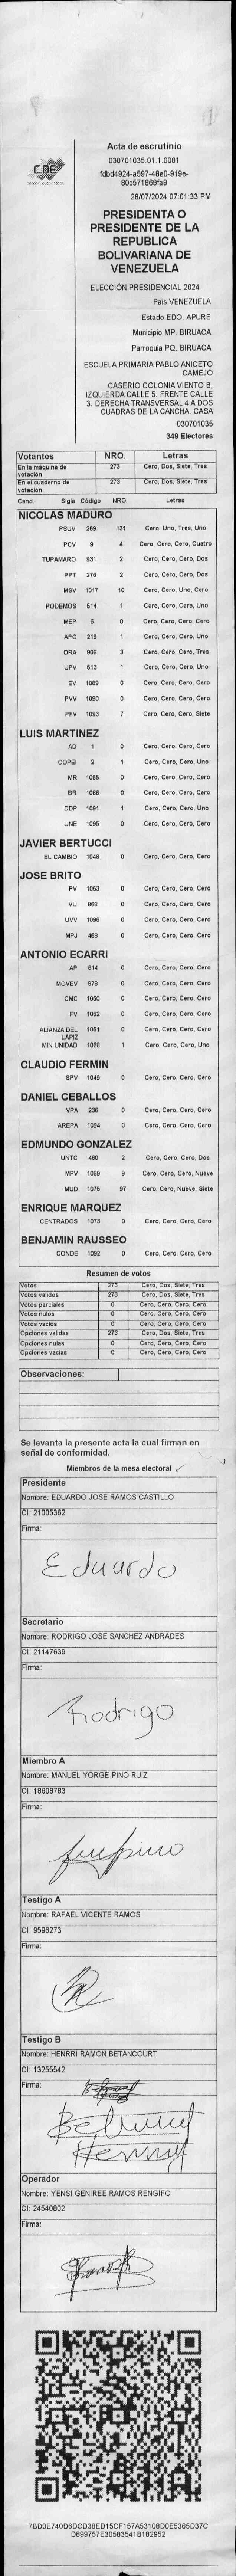 CNE
Acta de escrutinio
030701035.01.1.0001
fdbd4924-a597-48e0-919e-
80c571869fa9
28/07/2024 07:01:33 PM
PRESIDENTA O
PRESIDENTE DE LA
REPUBLICA
BOLIVARIANA DE
VENEZUELA
ELECCIÓN PRESIDENCIAL 2024
Pais VENEZUELA
Estado EDO. APURE
Municipio MP. BIRUACA
Parroquia PQ. BIRUACA
ESCUELA PRIMARIA PABLO ANICETO
CAMEJO
CASERIO COLONIA VIENTO B,
IZQUIERDA CALLE 5. FRENTE CALLE
3. DERECHA TRANSVERSAL 4 A DOS
CUADRAS DE LA CANCHA. CASA
030701035
349 Electores
Votantes NRO. Letras
En la máquina de votación 273 Cero, Dos, Siete, Tres
En el cuaderno de votación 273 Cero, Dos, Siete, Tres
Cand. Sigla Código NRO. Letras
NICOLAS MADURO
PSUV 269 131 Cero, Uno, Tres, Uno
PCV 9 4 Cero, Cero, Cero, Cuatro
TUPAMARO 931 2 Cero, Cero, Cero, Dos
PPT 276 2 Cero, Cero, Cero, Dos
MSV 1017 10 Cero, Cero, Uno, Cero
PODEMOS 514 1 Cero, Cero, Cero, Uno
MEP 6 0 Cero, Cero, Cero, Cero
APC 219 1 Cero, Cero, Cero, Uno
ORA 906 3 Cero, Cero, Cero, Tres
UPV 513 1 Cero, Cero, Cero, Uno
EV 1089 0 Cero, Cero, Cero, Cero
PVV 1090 0 Cero, Cero, Cero, Cero
PFV 1093 7 Cero, Cero, Cero, Siete
LUIS MARTINEZ
AD 1 0 Cero, Cero, Cero, Cero
COPEI 2 1 Cero, Cero, Cero, Uno
MR 1065 0 Cero, Cero, Cero, Cero
BR 1066 0 Cero, Cero, Cero, Cero
DDP 1091 1 Cero, Cero, Cero, Uno
UNE 1095 0 Cero, Cero, Cero, Cero
JAVIER BERTUCCI
EL CAMBIO 1048 0 Cero, Cero, Cero, Cero
JOSE BRITO
PV 1053 0 Cero, Cero, Cero, Cero
VU 868 0 Cero, Cero, Cero, Cero
UVV 1096 0 Cero, Cero, Cero, Cero
MPJ 458 0 Cero, Cero, Cero, Cero
ANTONIO ECARRI
AP 814 0 Cero, Cero, Cero, Cero
MOVEV 878 0 Cero, Cero, Cero, Cero
CMC 1050 0 Cero, Cero, Cero, Cero
FV 1062 0 Cero, Cero, Cero, Cero
ALIANZA DEL LAPIZ 1051 0 Cero, Cero, Cero, Cero
MIN UNIDAD 1068 1 Cero, Cero, Cero, Uno
CLAUDIO FERMIN
SPV 1049 0 Cero, Cero, Cero, Cero
DANIEL CEBALLOS
VPA 236 0 Cero, Cero, Cero, Cero
AREPA 1094 0 Cero, Cero, Cero, Cero
EDMUNDO GONZALEZ
UNTC 460 2 Cero, Cero, Cero, Dos
MPV 1069 9 Cero, Cero, Cero, Nueve
MUD 1075 97 Cero, Cero, Nueve, Siete
ENRIQUE MARQUEZ
CENTRADOS 1073 0 Cero, Cero, Cero, Cero
BENJAMIN RAUSSEO
CONDE 1092 0 Cero, Cero, Cero, Cero
Resumen de votos
Votos 273 Cero, Dos, Siete, Tres
Votos validos 273 Cero, Dos, Siete, Tres
Votos parciales 0 Cero, Cero, Cero, Cero
Votos nulos 0 Cero, Cero, Cero, Cero
Votos vacios 0 Cero, Cero, Cero, Cero
Opciones validas 273 Cero, Dos, Siete, Tres
Opciones nulas 0 Cero, Cero, Cero, Cero
Opciones vacias 0 Cero, Cero, Cero, Cero
Observaciones:
Se levanta la presente acta la cual firman en
señal de conformidad.
Miembros de la mesa electoral
Presidente
Nombre: EDUARDO JOSE RAMOS CASTILLO
CI: 21005362
Firma:
Eduardo
Secretario
Nombre: RODRIGO JOSE SANCHEZ ANDRADES
CI: 21147639
Firma:
Rodrigo
Miembro A
Nombre: MANUEL YORGE PINO RUIZ
CI: 18608783
Firma:
Testigo A
Nombre: RAFAEL VICENTE RAMOS
CI: 9596273
Firma:
Testigo B
Nombre: HENRRI RAMON BETANCOURT
CI: 13255542
Firma:
Henrry
Operador
Nombre: YENSI GENIREE RAMOS RENGIFO
CI: 24540802
Firma:
7BD0E740D6DCD38ED15CF157A53108D0E5365D37C
D899757E30583541B182952